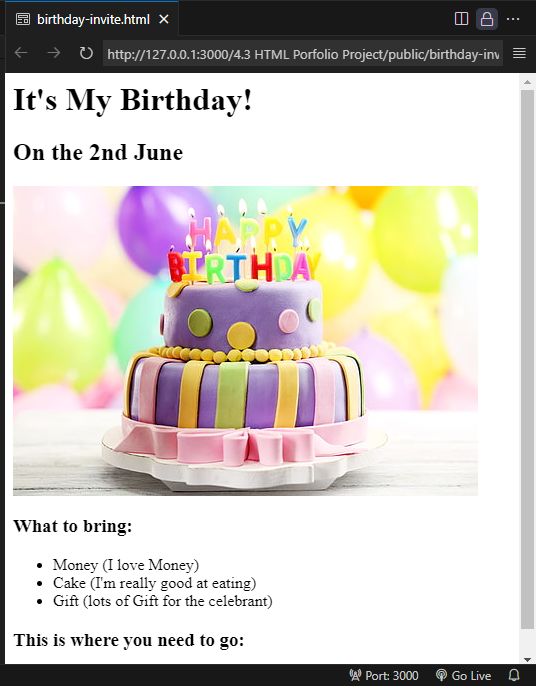 birthday-invite.html
http://127.0.0.1:3000/4.3 HTML Porfolio Project/public/birthday-inv
It's My Birthday!
On the 2nd June
HAPPY
BIRTHDAY
What to bring:
Money (I love Money)
Cake (I'm really good at eating)
Gift (lots of Gift for the celebrant)
This is where you need to go:
Port: 3000
Go Live